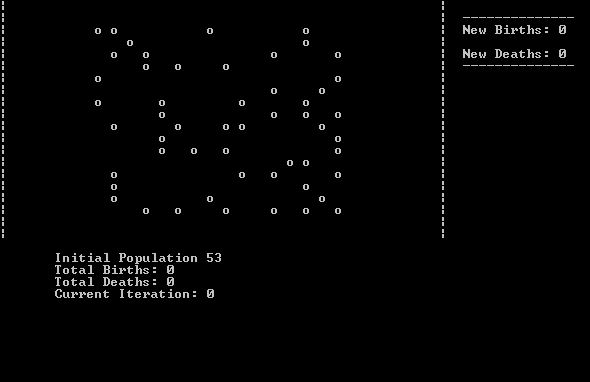 New Births: 0
New Deaths: 0
Initial Population 53
Total Births: 0
Total Deaths: 0
Current Iteration: 0